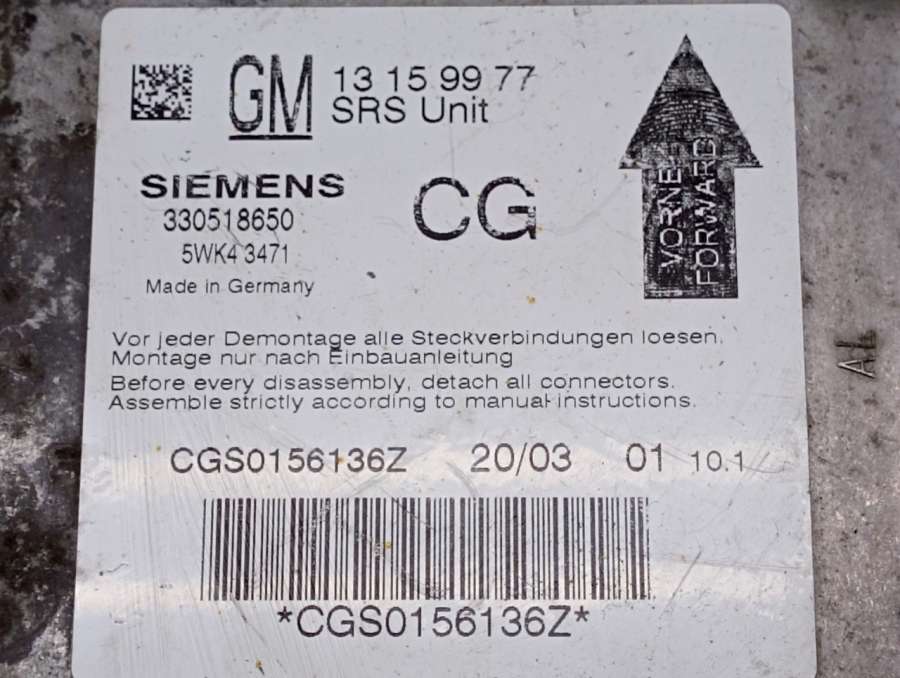 GM 13 15 99 77
SRS Unit
SIEMENS
330518650
5WK4 3471
Made in Germany
CG
VORNE
FORWARD
Vor jeder Demontage alle Steckverbindungen loesen.
Montage nur nach Einbauanleitung
Before every disassembly, detach all connectors.
Assemble strictly according to manual instructions.
CGS0156136Z 20/03 01 10.1
*CGS0156136Z*
AL